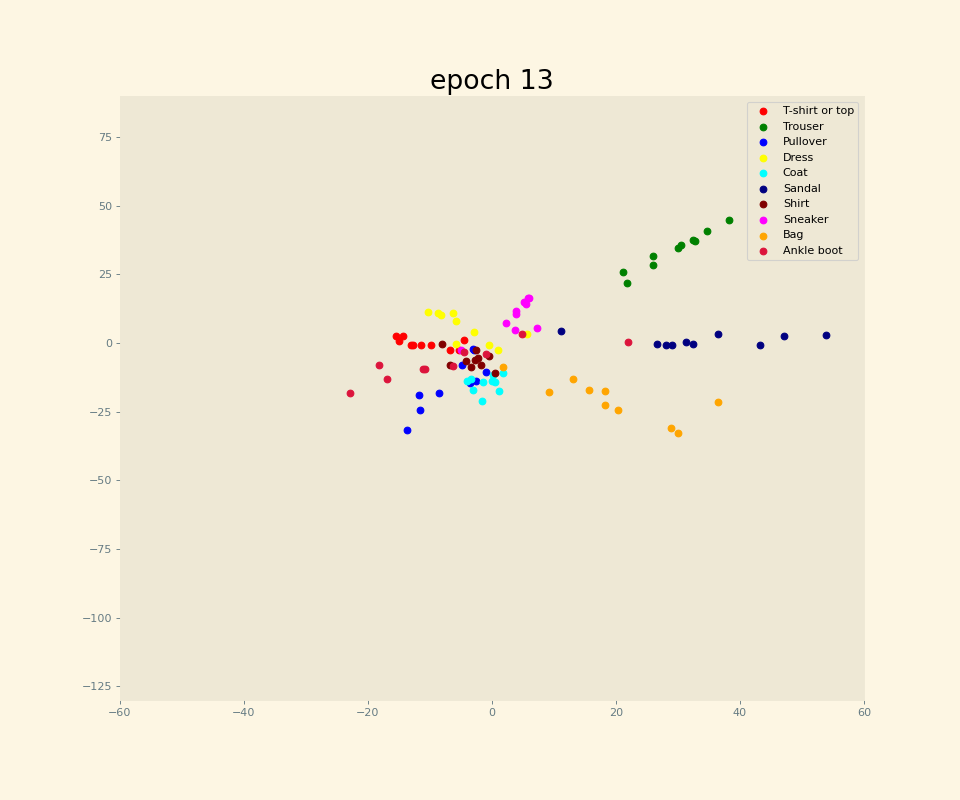 epoch 13
T-shirt or top
Trouser
Pullover
Dress
Coat
Sandal
Shirt
Sneaker
Bag
Ankle boot
75
50
25
0
−25
−50
−75
−100
−125
−60 −40 −20 0 20 40 60